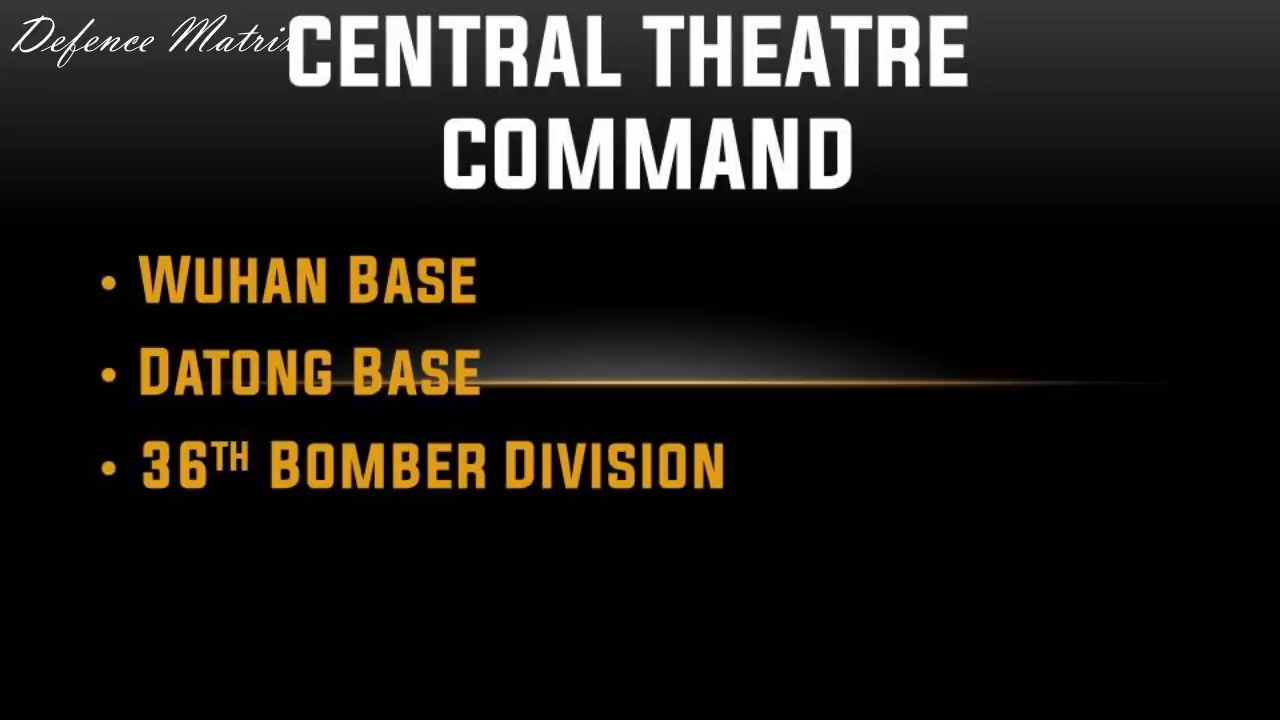 Defence Matrix
CENTRAL THEATRE
COMMAND
• WUHAN BASE
• DATONG BASE
• 36TH BOMBER DIVISION